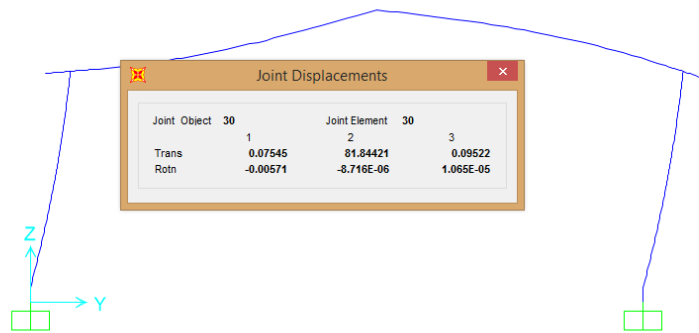 Joint Displacements
Joint Object 30 Joint Element 30
1 2 3
Trans 0.07545 81.84421 0.09522
Rotn -0.00571 -8.716E-06 1.065E-05
Z
Y